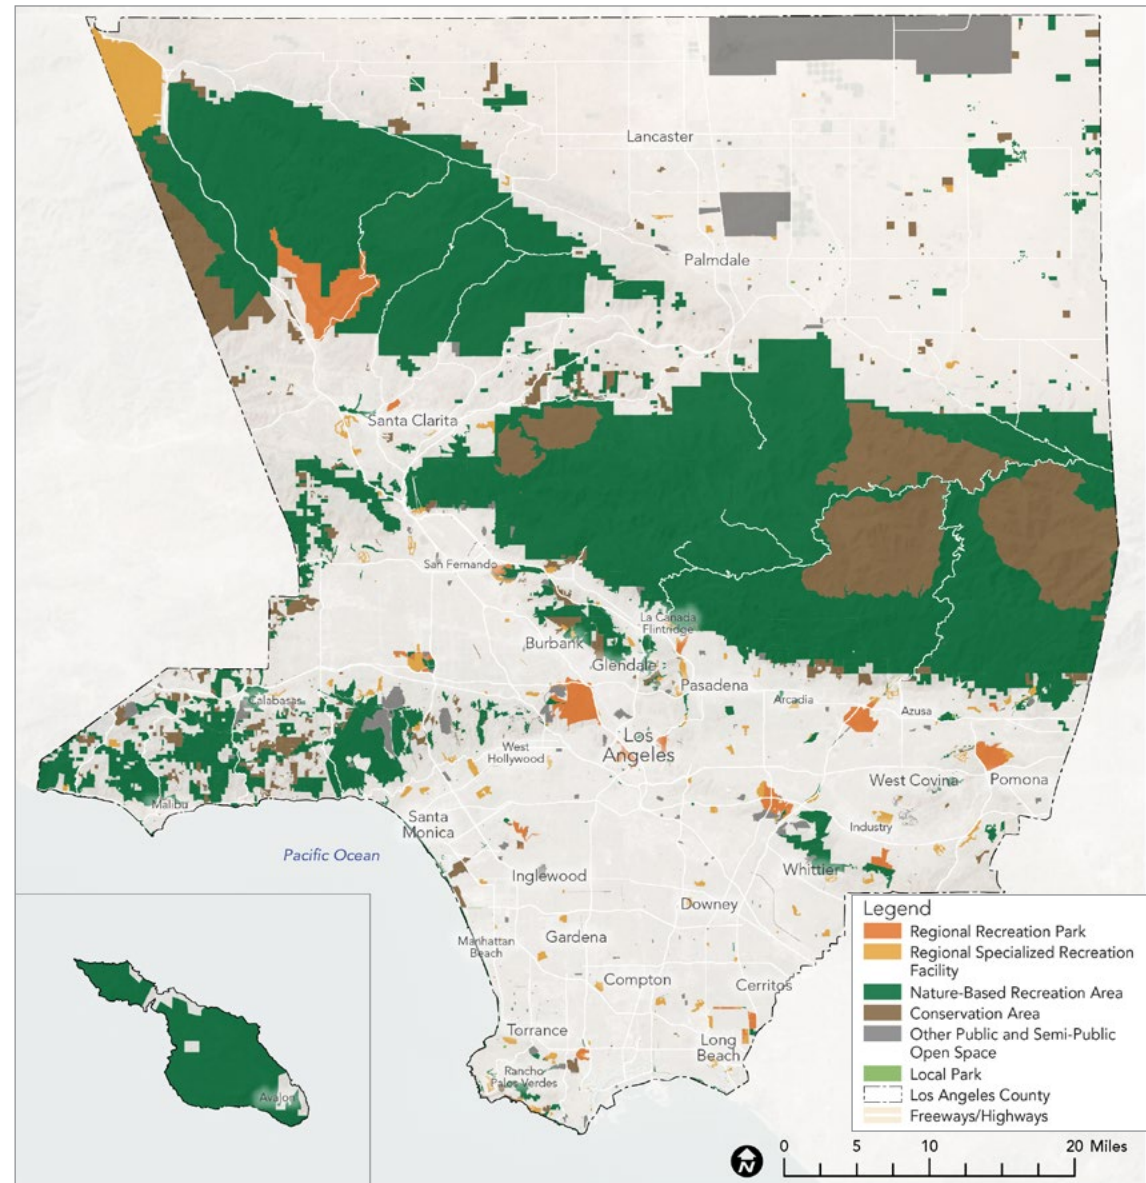 Lancaster
Palmdale
Santa Clarita
San Fernando
La Cañada
Flintridge
Burbank
Glendale
Pasadena
Arcadia
Azusa
Calabasas
Los
Angeles
West
Hollywood
West Covina
Pomona
Malibu
Santa
Monica
Industry
Pacific Ocean
Inglewood
Whittier
Downey
Manhattan
Beach
Gardena
Compton
Cerritos
Torrance
Long
Beach
Rancho
Palos Verdes
Avalon
Legend
Regional Recreation Park
Regional Specialized Recreation
Facility
Nature-Based Recreation Area
Conservation Area
Other Public and Semi-Public
Open Space
Local Park
Los Angeles County
Freeways/Highways
N
0 5 10 20 Miles